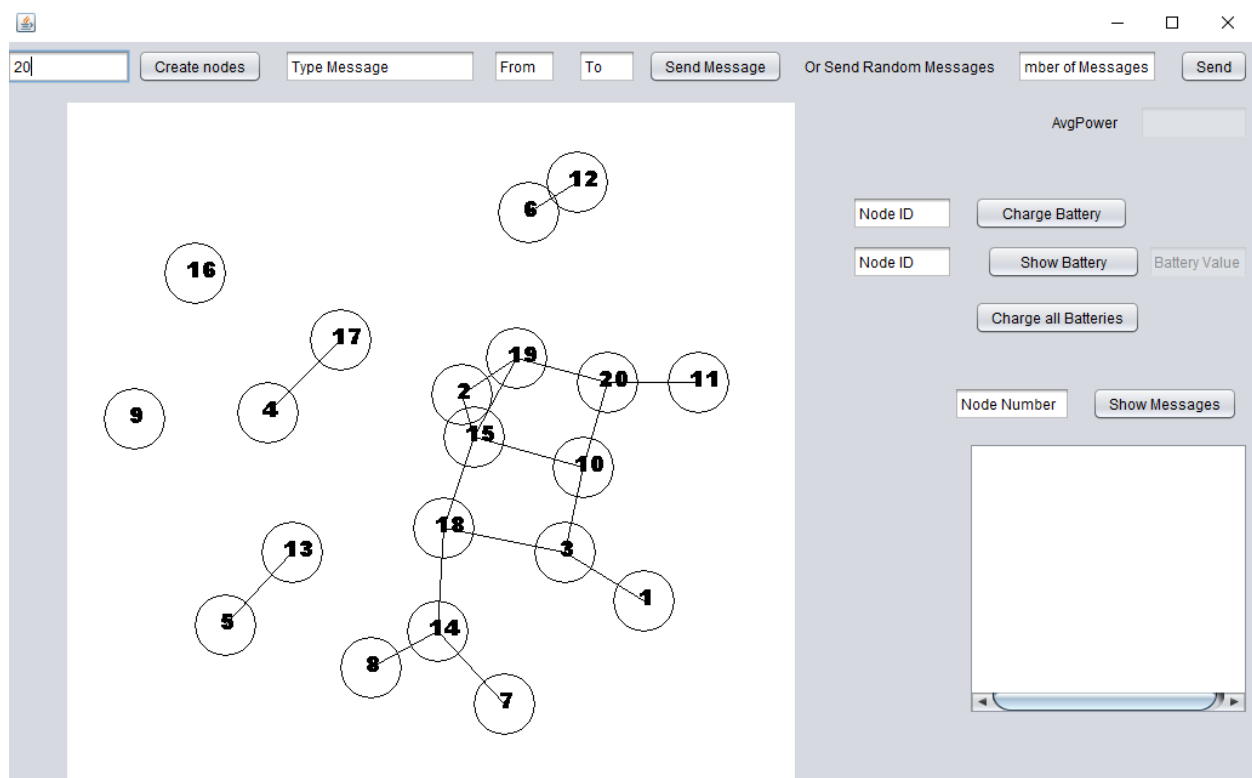 20 Create nodes Type Message From To Send Message Or Send Random Messages mber of Messages Send
AvgPower
12
6
Node ID Charge Battery
16
Node ID Show Battery Battery Value
Charge all Batteries
17
19
20 11
2
4 9
Node Number Show Messages
15
10
18
13 3
1
5 14
8
7